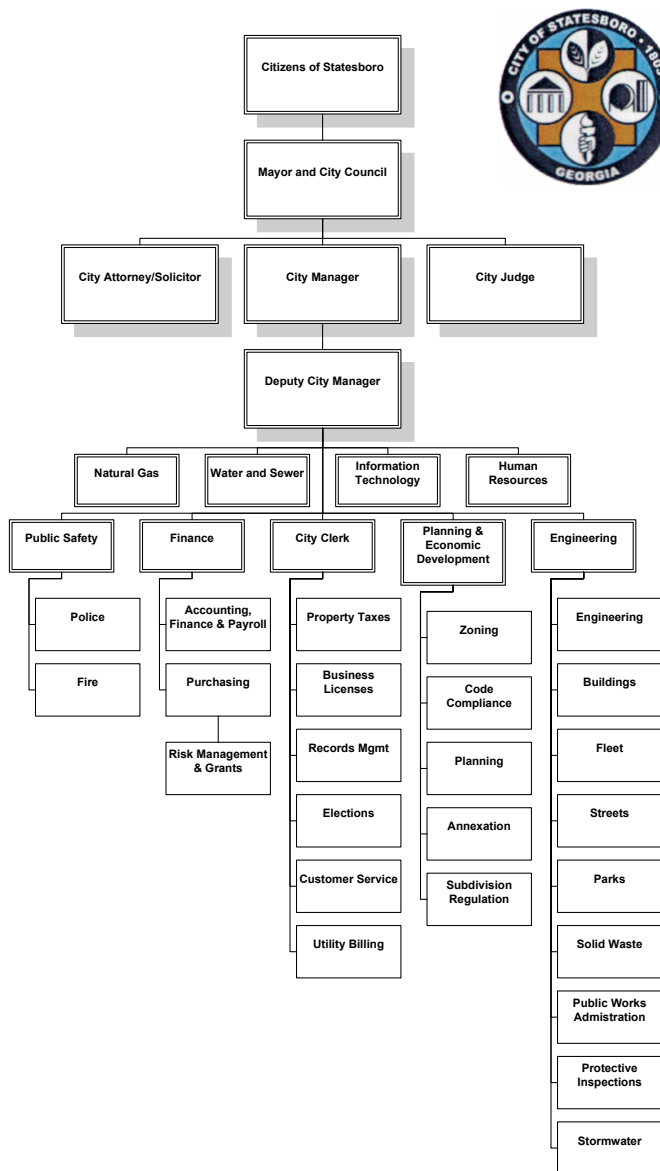 CITY OF STATESBORO • 180
GEORGIA
Citizens of Statesboro
Mayor and City Council
City Attorney/Solicitor
City Manager
City Judge
Deputy City Manager
Natural Gas
Water and Sewer
Information
Technology
Human
Resources
Public Safety
Finance
City Clerk
Planning &
Economic
Development
Engineering
Police
Fire
Accounting,
Finance & Payroll
Purchasing
Risk Management
& Grants
Property Taxes
Business
Licenses
Records Mgmt
Elections
Customer Service
Utility Billing
Zoning
Code
Compliance
Planning
Annexation
Subdivision
Regulation
Engineering
Buildings
Fleet
Streets
Parks
Solid Waste
Public Works
Admistration
Protective
Inspections
Stormwater